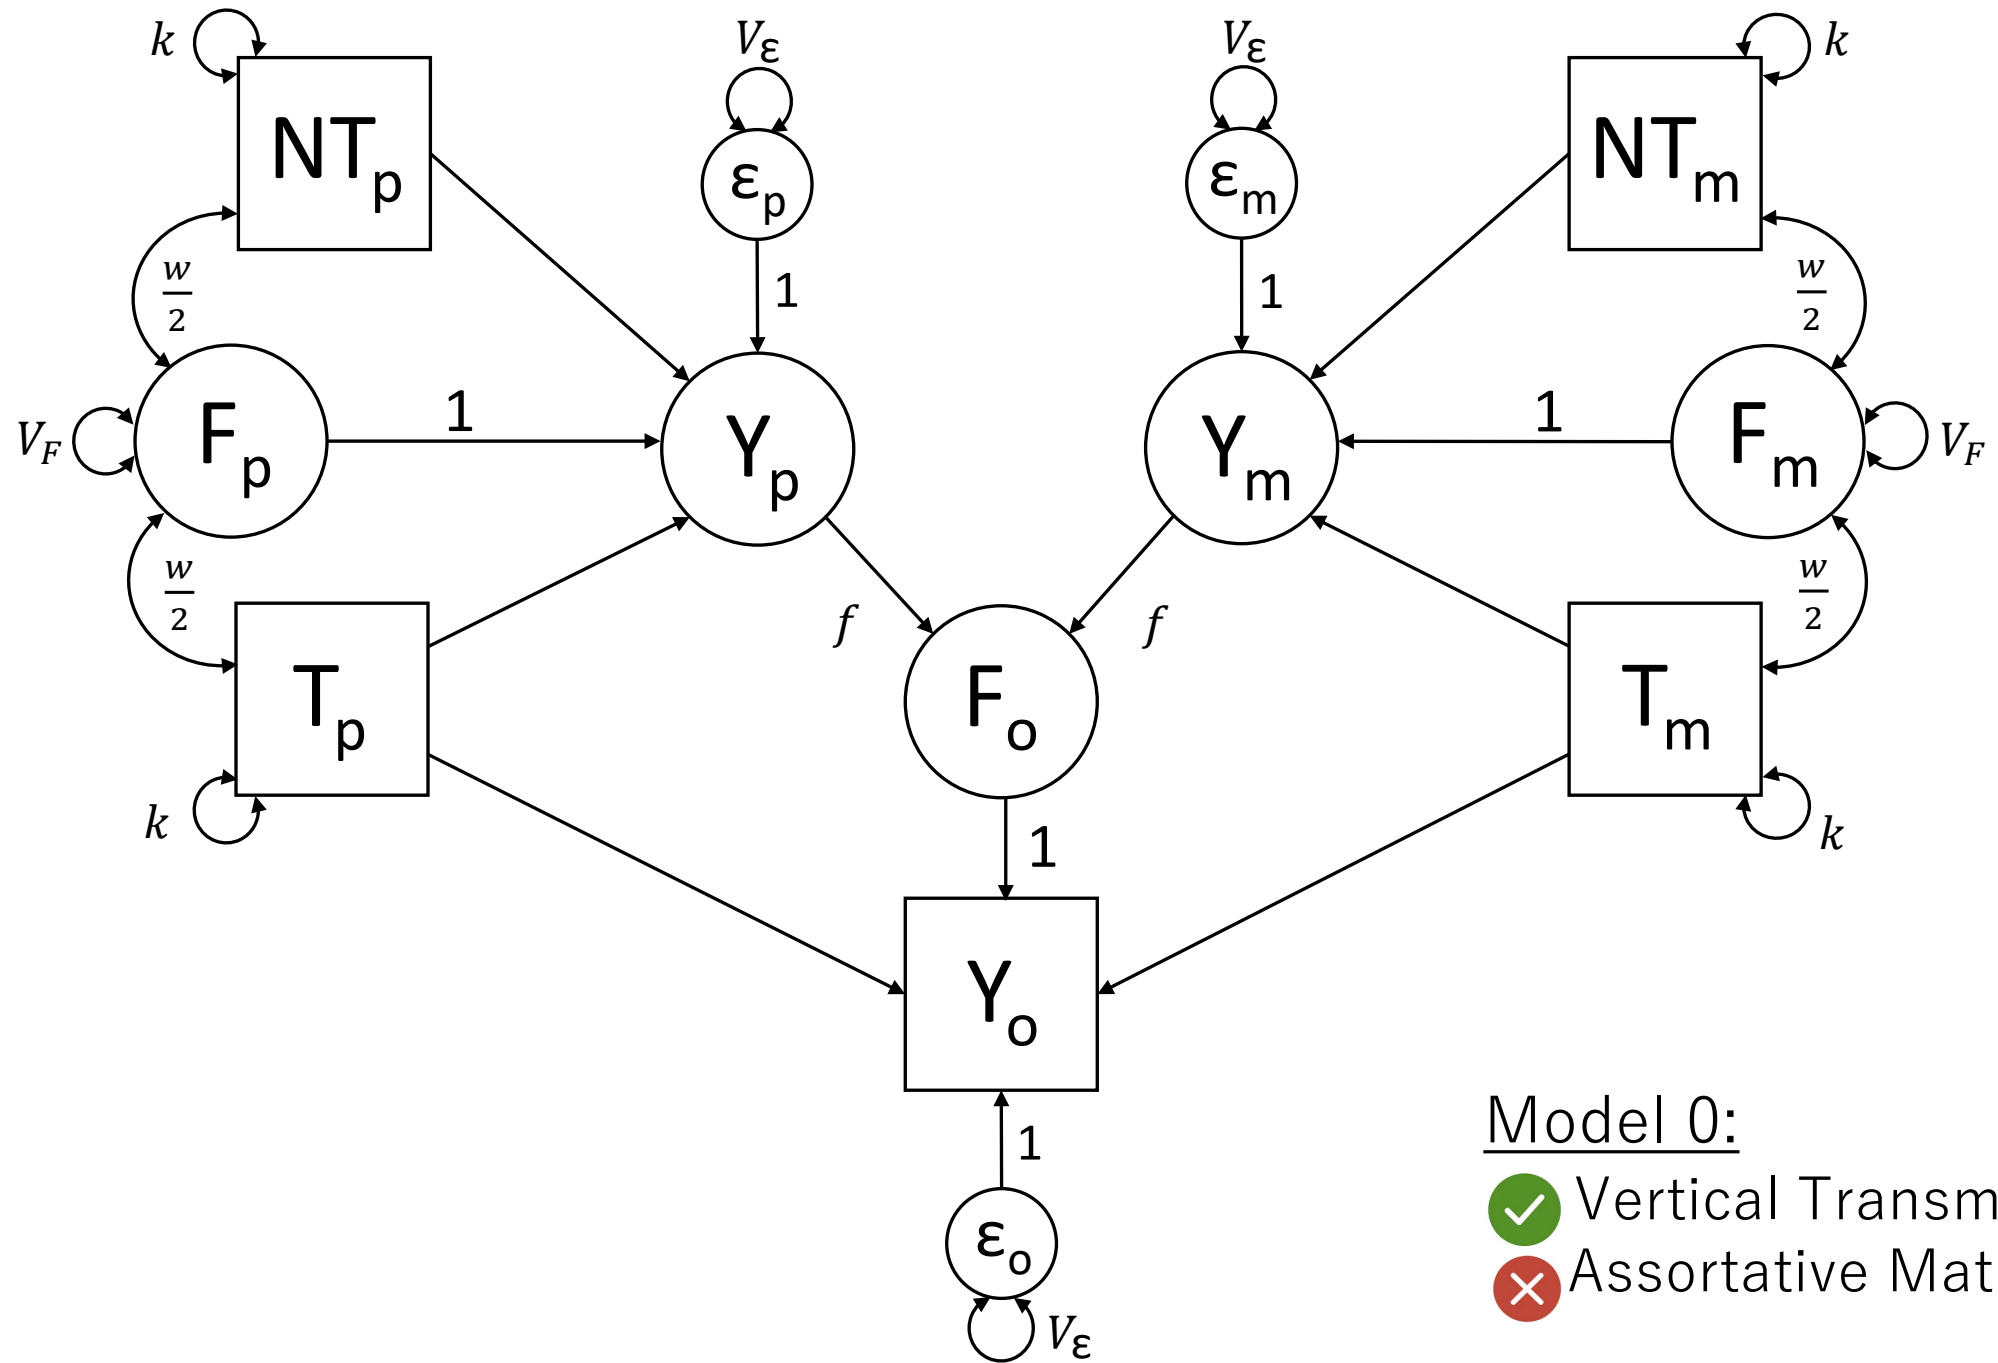 k
Vε
Vε
k
NTp
εp
εm
NTm
w/2
1
1
w/2
VF
Fp
1
Yp
Ym
1
Fm
VF
w/2
f
f
w/2
Tp
Fo
Tm
k
1
k
Yo
1
εo
Vε
Model 0:
Vertical Transm
Assortative Mat